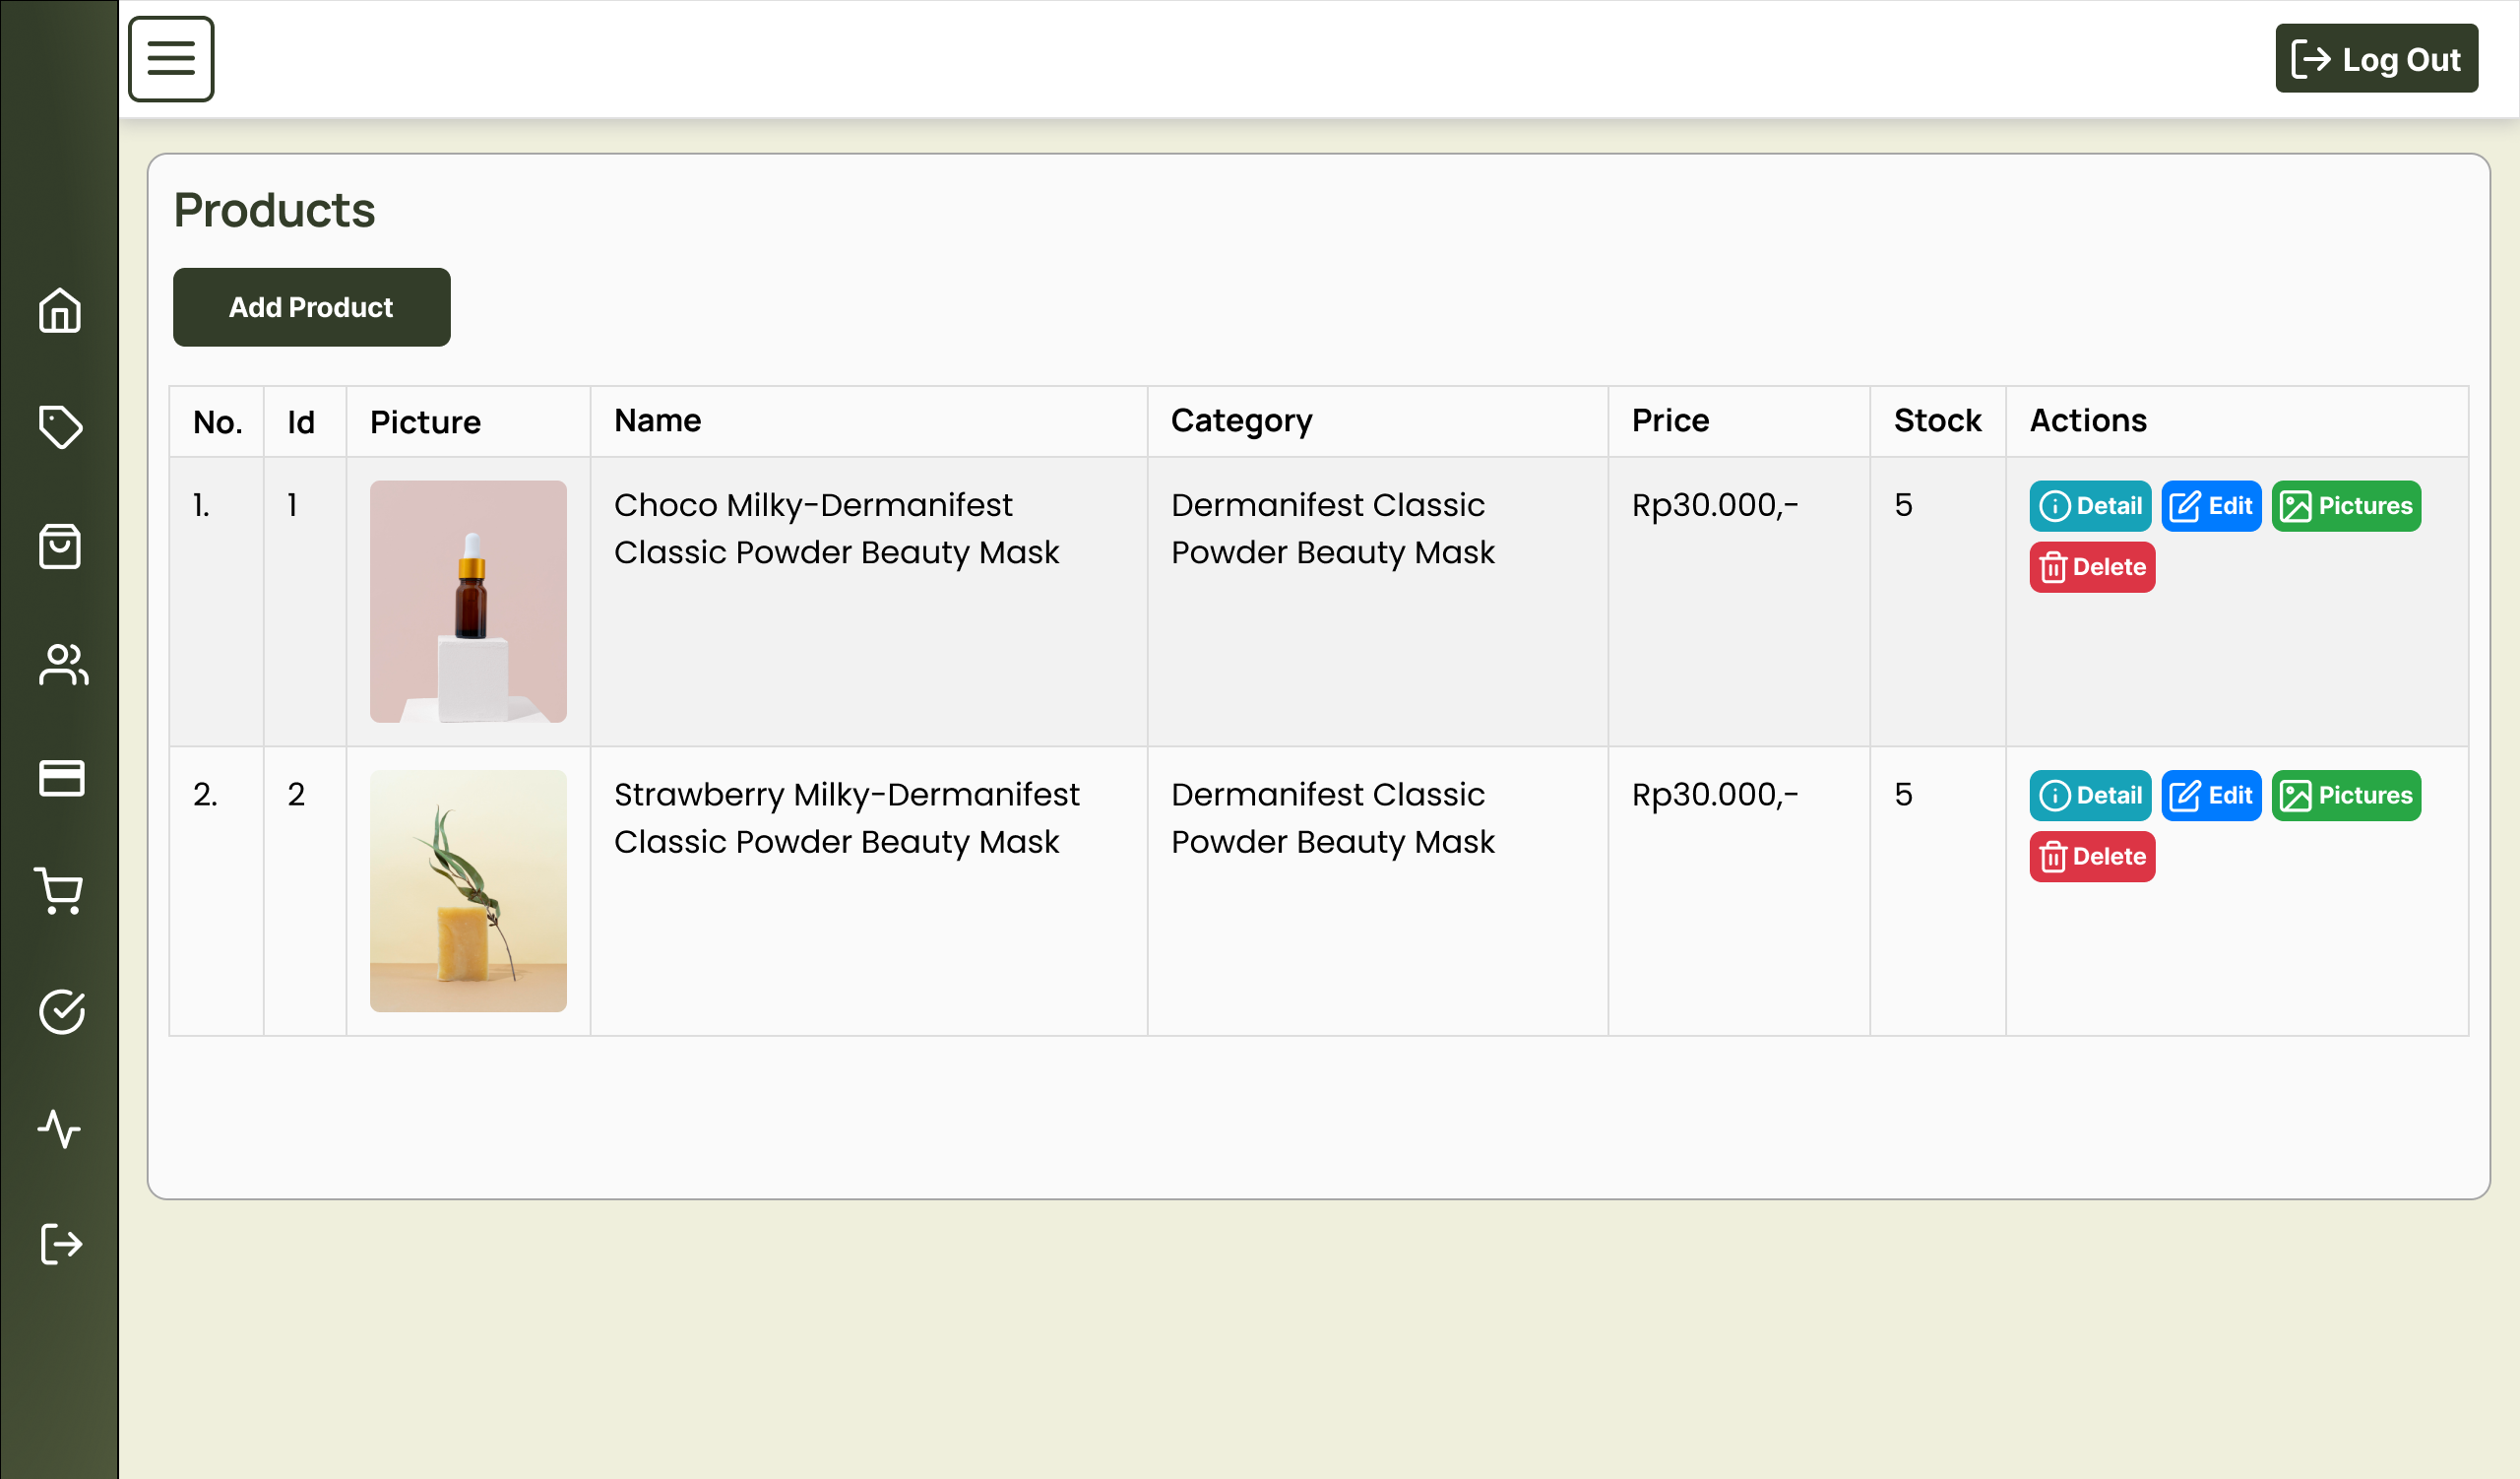 Log Out
Products
Add Product
No. Id Picture Name Category Price Stock Actions
1. 1 Choco Milky-Dermanifest Dermanifest Classic Rp30.000,- 5 Detail Edit Pictures
Classic Powder Beauty Mask Powder Beauty Mask Delete
2. 2 Strawberry Milky-Dermanifest Dermanifest Classic Rp30.000,- 5 Detail Edit Pictures
Classic Powder Beauty Mask Powder Beauty Mask Delete